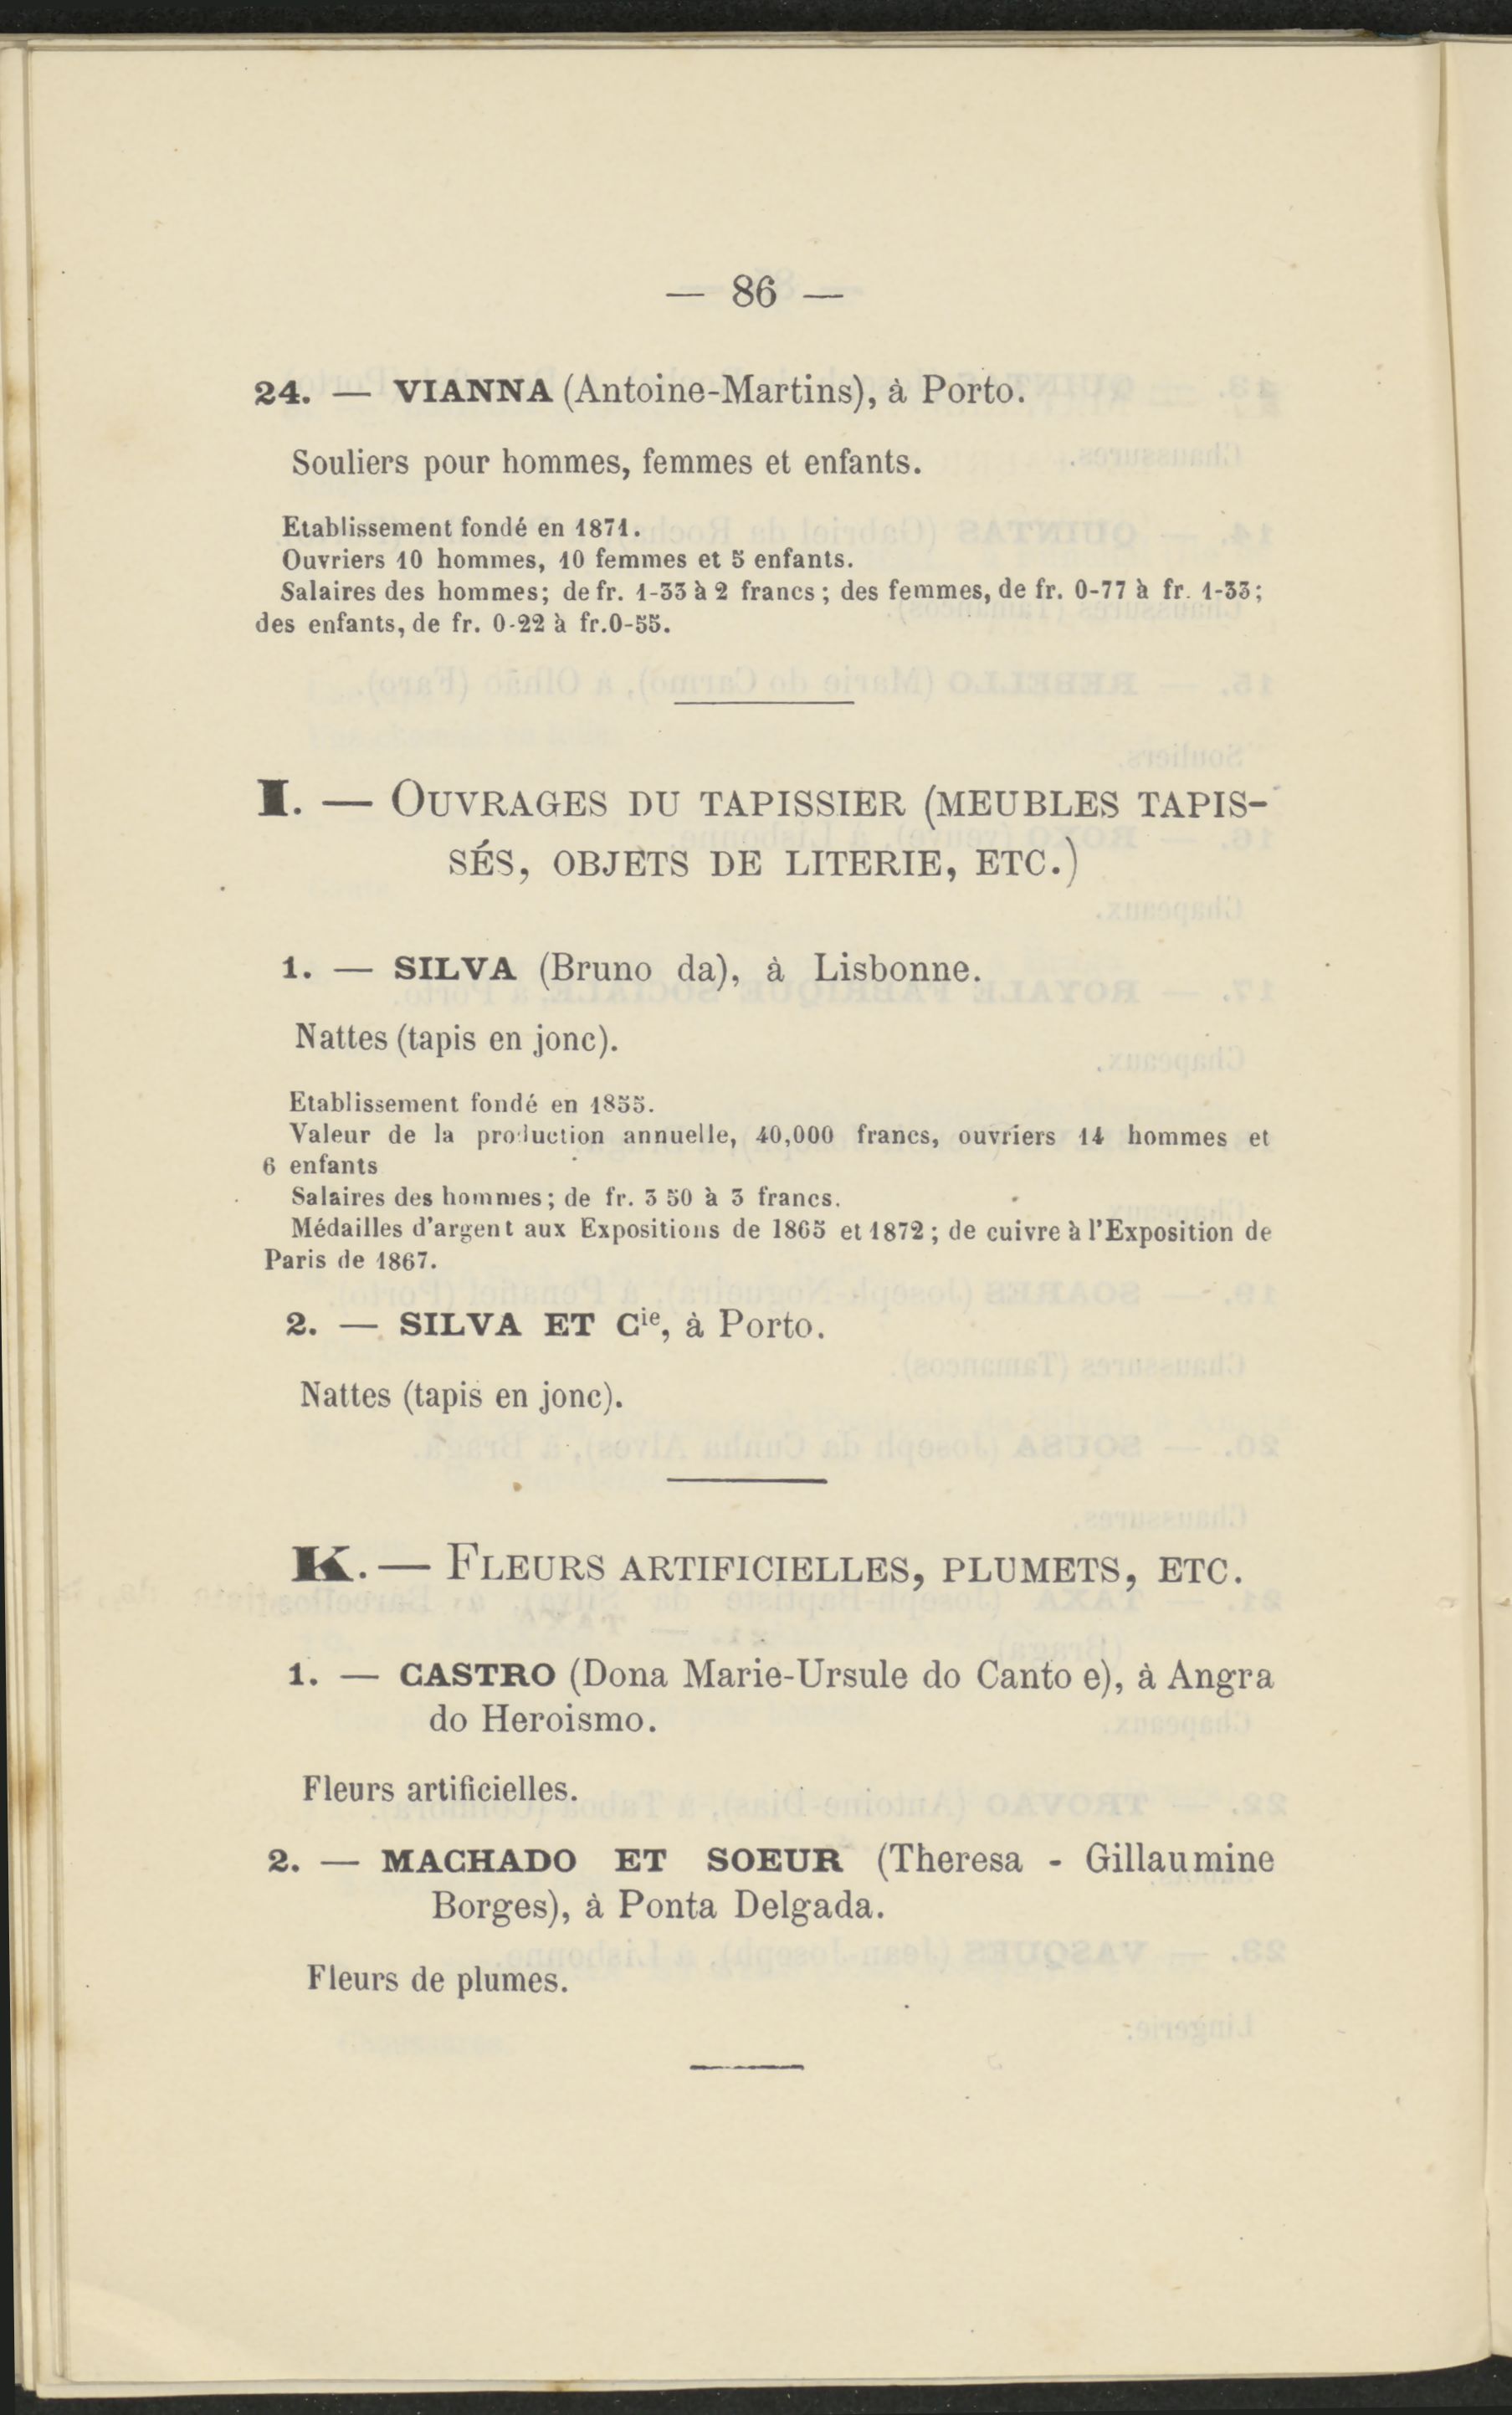 — 86 —
24. — VIANNA (Antoine-Martins), à Porto.
Souliers pour hommes, femmes et enfants.
Etablissement fondé en 1871.
Ouvriers 10 hommes, 10 femmes et 5 enfants.
Salaires des hommes; de fr. 1-33 à 2 francs; des femmes, de fr. 0-77 à fr. 1-33;
des enfants, de fr. 0-22 à fr.0-55.
I. — OUVRAGES DU TAPISSIER (MEUBLES TAPIS-
SÉS, OBJETS DE LITERIE, ETC.)
1. — SILVA (Bruno da), à Lisbonne.
Nattes (tapis en jonc).
Etablissement fondé en 1855.
Valeur de la production annuelle, 40,000 francs, ouvriers 14 hommes et
6 enfants
Salaires des hommes; de fr. 3 50 à 3 francs.
Médailles d'argent aux Expositions de 1865 et 1872; de cuivre à l'Exposition de
Paris de 1867.
2. — SILVA ET Cie, à Porto.
Nattes (tapis en jonc).
K. — FLEURS ARTIFICIELLES, PLUMETS, ETC.
1. — CASTRO (Dona Marie-Ursule do Canto e), à Angra
do Heroismo.
Fleurs artificielles.
2. — MACHADO ET SOEUR (Theresa - Gillaumine
Borges), à Ponta Delgada.
Fleurs de plumes.